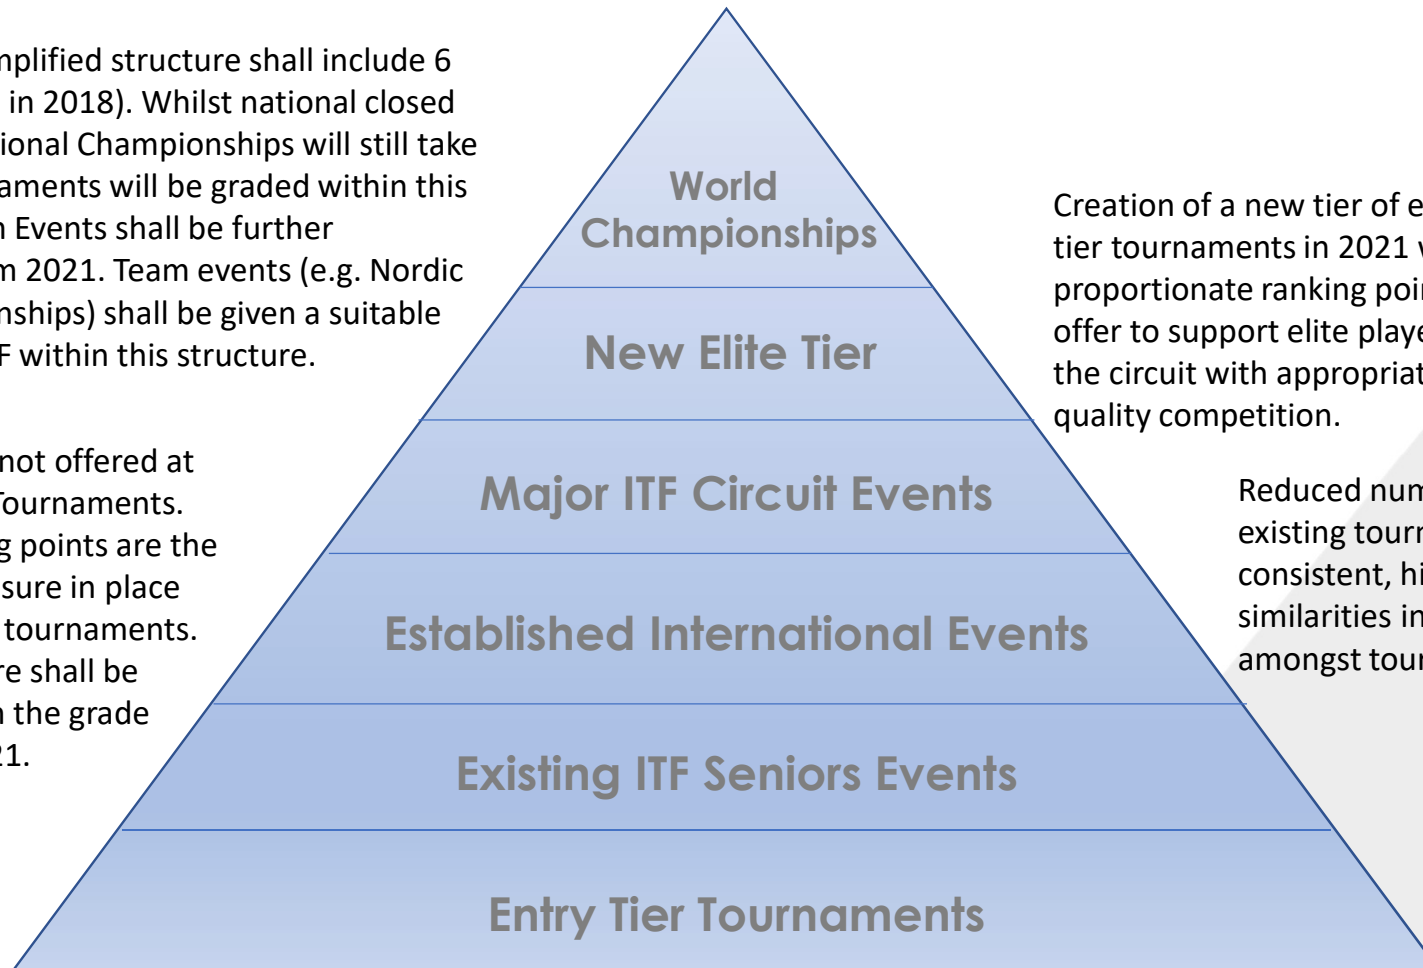 mplified structure shall include 6
in 2018). Whilst national closed
ional Championships will still take
aments will be graded within this
Events shall be further
m 2021. Team events (e.g. Nordic
nships) shall be given a suitable
F within this structure.
not offered at
Tournaments.
g points are the
sure in place
tournaments.
re shall be
n the grade
21.
World
Championships
New Elite Tier
Major ITF Circuit Events
Established International Events
Existing ITF Seniors Events
Entry Tier Tournaments
Creation of a new tier of e
tier tournaments in 2021
proportionate ranking poi
offer to support elite playe
the circuit with appropriat
quality competition.
Reduced num
existing tourn
consistent, hi
similarities in
amongst tour